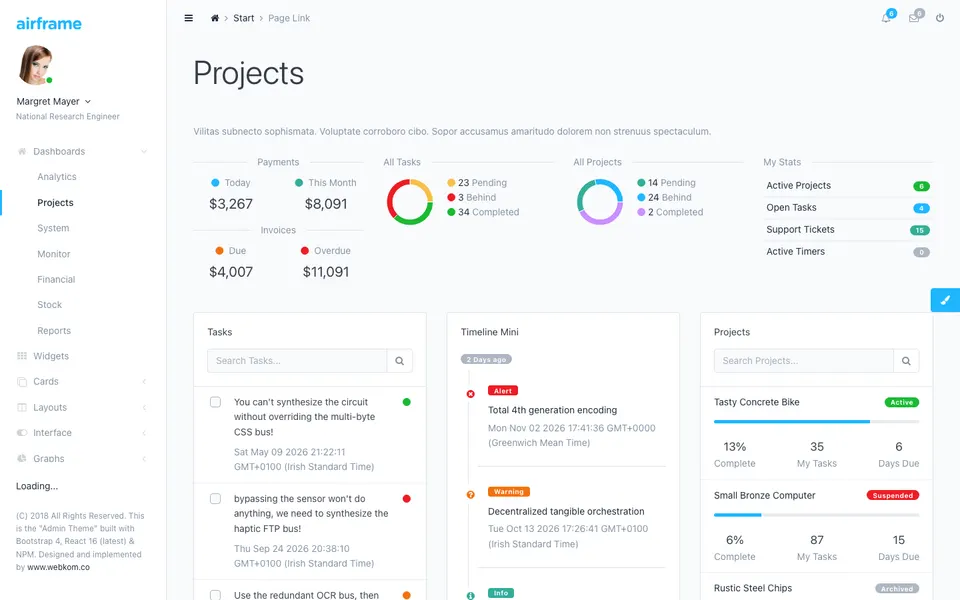 airframe
Margret Mayer
National Research Engineer
Dashboards
Analytics
Projects
System
Monitor
Financial
Stock
Reports
Widgets
Cards
Layouts
Interface
Graphs
Loading...
(C) 2018 All Rights Reserved. This
is the "Admin Theme" built with
Bootstrap 4, React 16 (latest) &
NPM. Designed and implemented
by www.webkom.co
Start Page Link
6 6
Projects
Vilitas subnecto sophismata. Voluptate corroboro cibo. Sopor accusamus amaritudo dolorem non strenuus spectaculum.
Payments
Today This Month
$3,267 $8,091
Invoices
Due Overdue
$4,007 $11,091
All Tasks
23 Pending
3 Behind
34 Completed
All Projects
14 Pending
24 Behind
2 Completed
My Stats
Active Projects 6
Open Tasks 4
Support Tickets 15
Active Timers 0
Tasks
Search Tasks...
You can't synthesize the circuit
without overriding the multi-byte
CSS bus!
Sat May 09 2026 21:22:11
GMT+0100 (Irish Standard Time)
bypassing the sensor won't do
anything, we need to synthesize the
haptic FTP bus!
Thu Sep 24 2026 20:38:10
GMT+0100 (Irish Standard Time)
Use the redundant OCR bus, then
Timeline Mini
2 Days ago
Alert
Total 4th generation encoding
Mon Nov 02 2026 17:41:36 GMT+0000
(Greenwich Mean Time)
Warning
Decentralized tangible orchestration
Tue Oct 13 2026 17:26:41 GMT+0100
(Irish Standard Time)
Info
Projects
Search Projects...
Tasty Concrete Bike Active
13% 35 6
Complete My Tasks Days Due
Small Bronze Computer Suspended
6% 87 15
Complete My Tasks Days Due
Rustic Steel Chips Archived